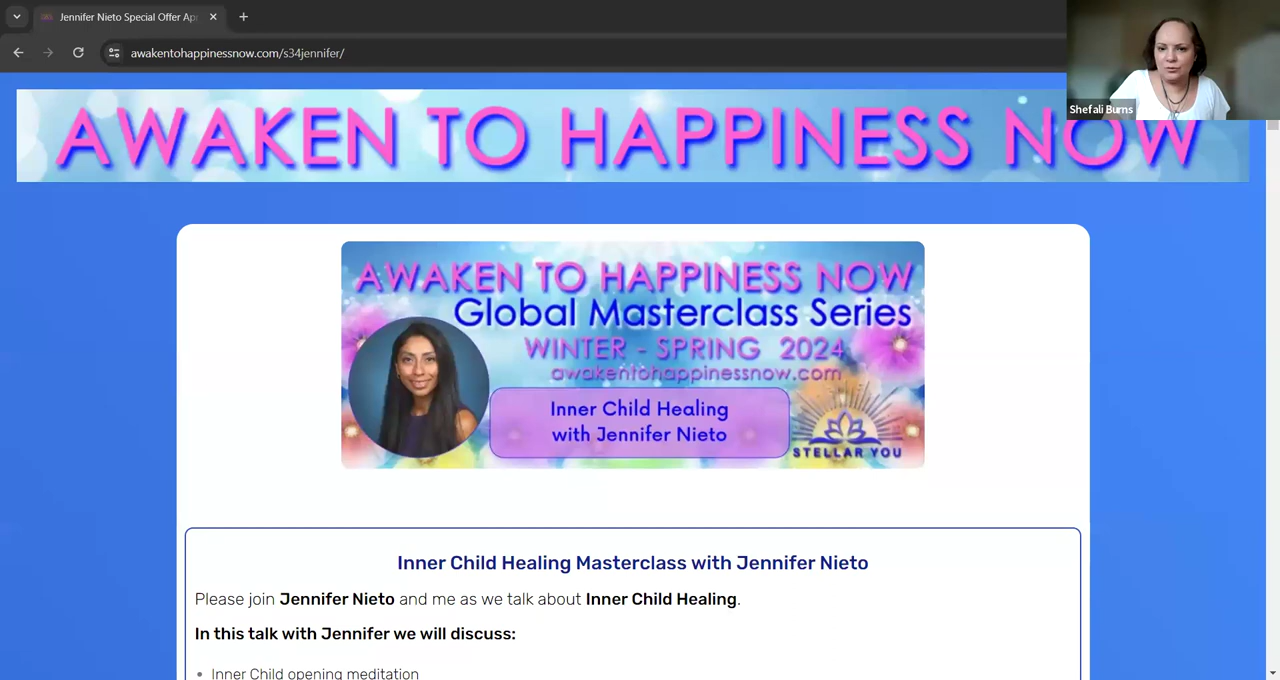 Jennifer Nieto Special Offer Ap
awakentohappinessnow.com/s34jennifer/
Shefali Burns
AWAKEN TO HAPPINESS NOW
AWAKEN TO HAPPINESS NOW
Global Masterclass Series
WINTER - SPRING 2024
awakentohappinessnow.com
Inner Child Healing
with Jennifer Nieto
STELLAR YOU
Inner Child Healing Masterclass with Jennifer Nieto
Please join Jennifer Nieto and me as we talk about Inner Child Healing.
In this talk with Jennifer we will discuss:
• Inner Child opening meditation